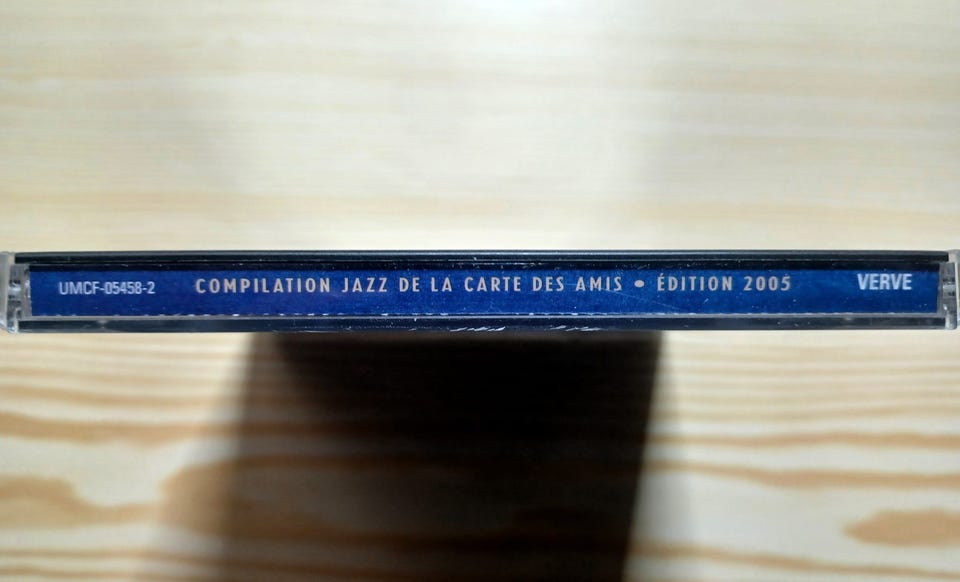 UMCF-05458-2 COMPILATION JAZZ DE LA CARTE DES AMIS • ÉDITION 2005 VERVE